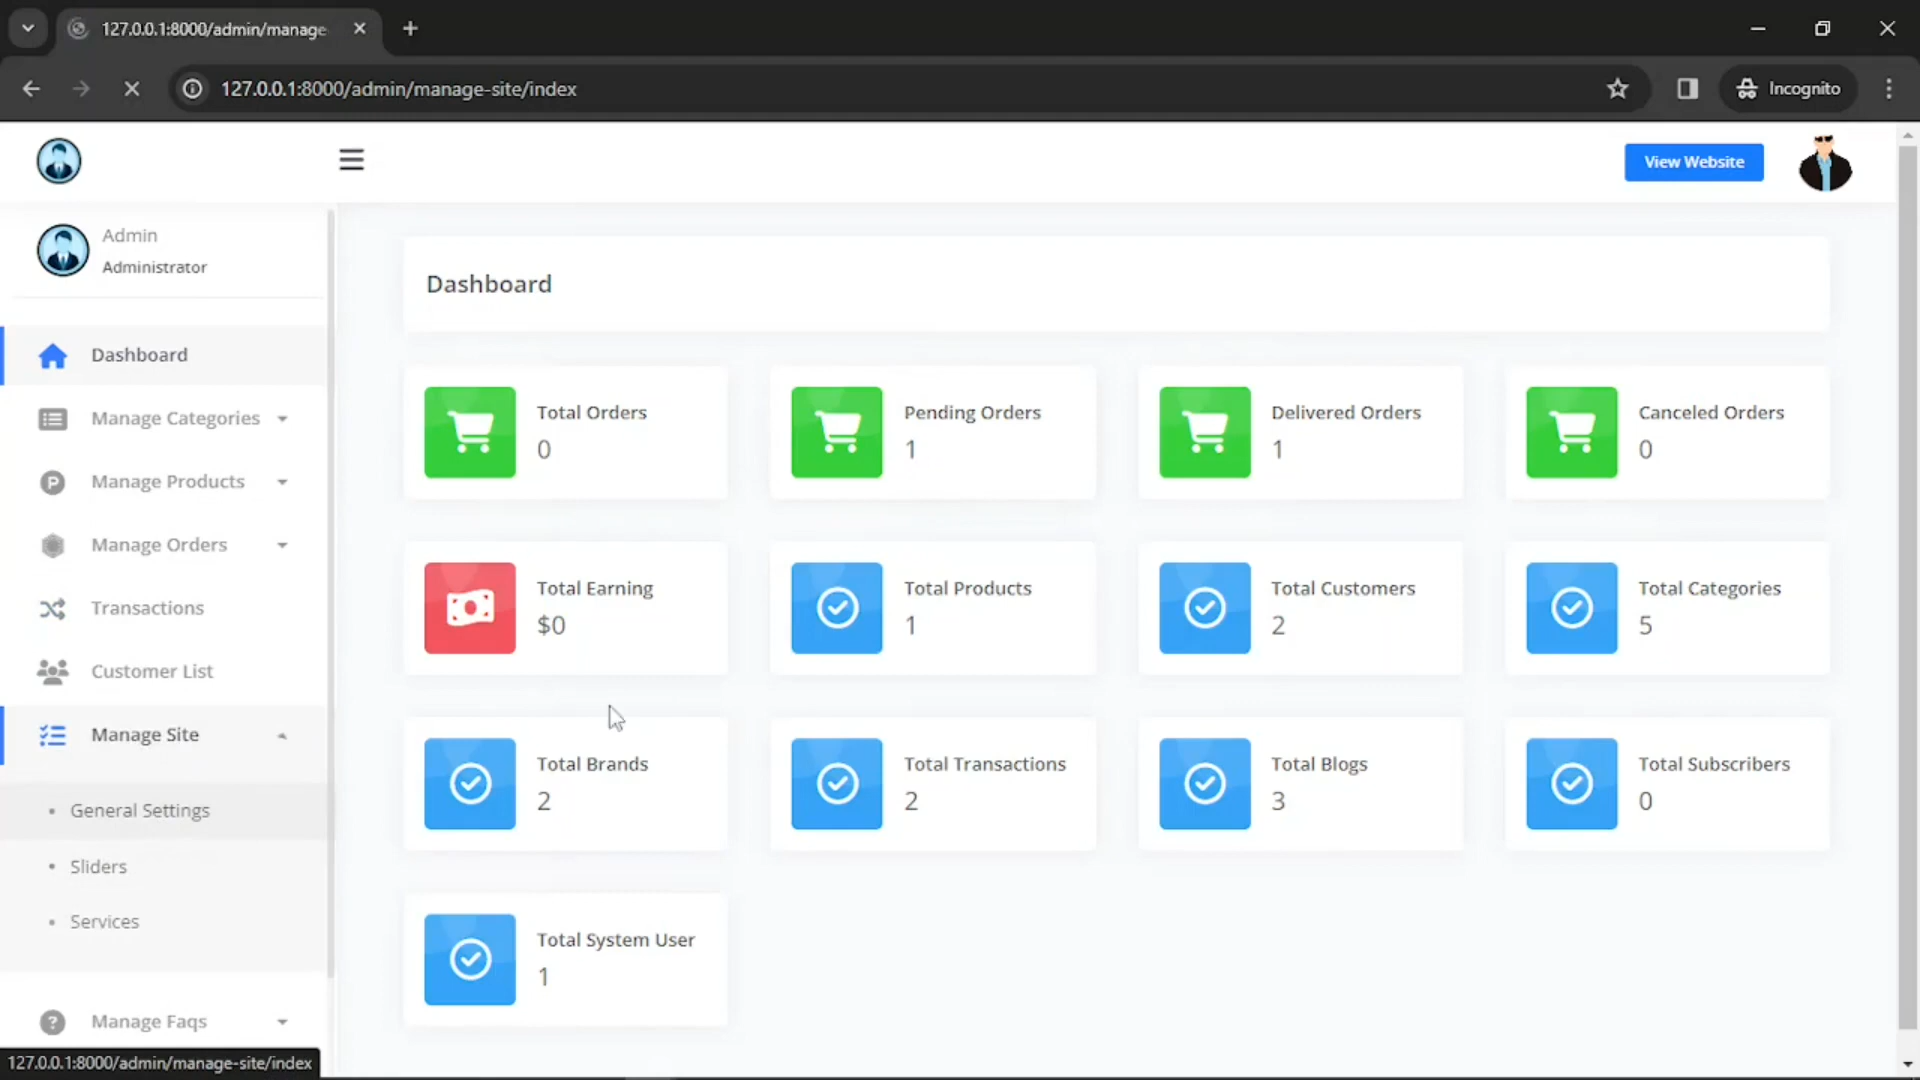 127.0.0.1:8000/admin/manage
127.0.0.1:8000/admin/manage-site/index
Incognito
View Website
Admin
Administrator
Dashboard
Manage Categories
Manage Products
Manage Orders
Transactions
Customer List
Manage Site
• General Settings
• Sliders
• Services
Manage Faqs
127.0.0.1:8000/admin/manage-site/index
Dashboard
Total Orders
0
Pending Orders
1
Delivered Orders
1
Canceled Orders
0
Total Earning
$0
Total Products
1
Total Customers
2
Total Categories
5
Total Brands
2
Total Transactions
2
Total Blogs
3
Total Subscribers
0
Total System User
1